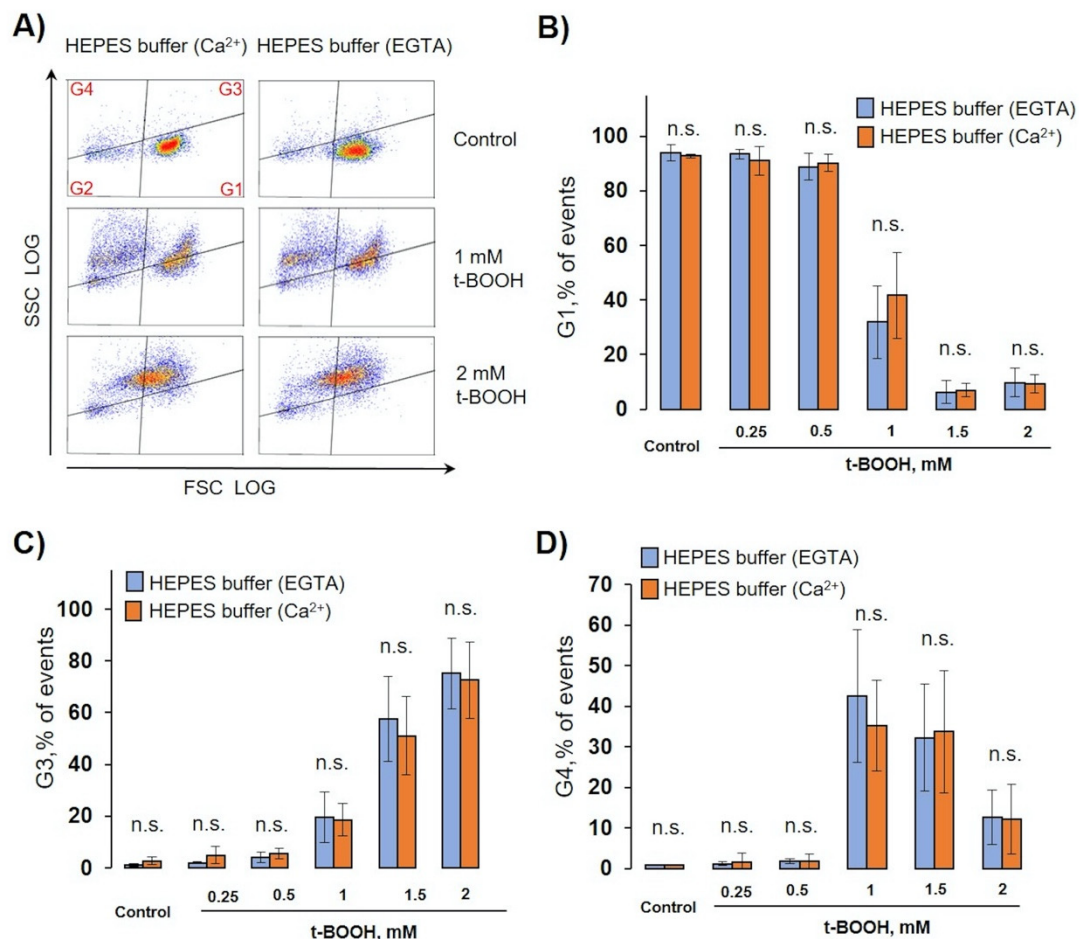 A)
HEPES buffer (Ca²⁺) HEPES buffer (EGTA)
G4 G3
G2 G1
Control
1 mM
t-BOOH
2 mM
t-BOOH
SSC LOG
FSC LOG
B)
HEPES buffer (EGTA)
HEPES buffer (Ca²⁺)
G1,% of events
100
80
60
40
20
0
n.s. n.s. n.s. n.s. n.s. n.s.
Control 0.25 0.5 1 1.5 2
t-BOOH, mM
C)
HEPES buffer (EGTA)
HEPES buffer (Ca²⁺)
G3,% of events
100
80
60
40
20
0
n.s. n.s. n.s. n.s. n.s. n.s.
Control 0.25 0.5 1 1.5 2
t-BOOH, mM
D)
HEPES buffer (EGTA)
HEPES buffer (Ca²⁺)
G4,% of events
70
60
50
40
30
20
10
0
n.s. n.s. n.s. n.s. n.s. n.s.
Control 0.25 0.5 1 1.5 2
t-BOOH, mM